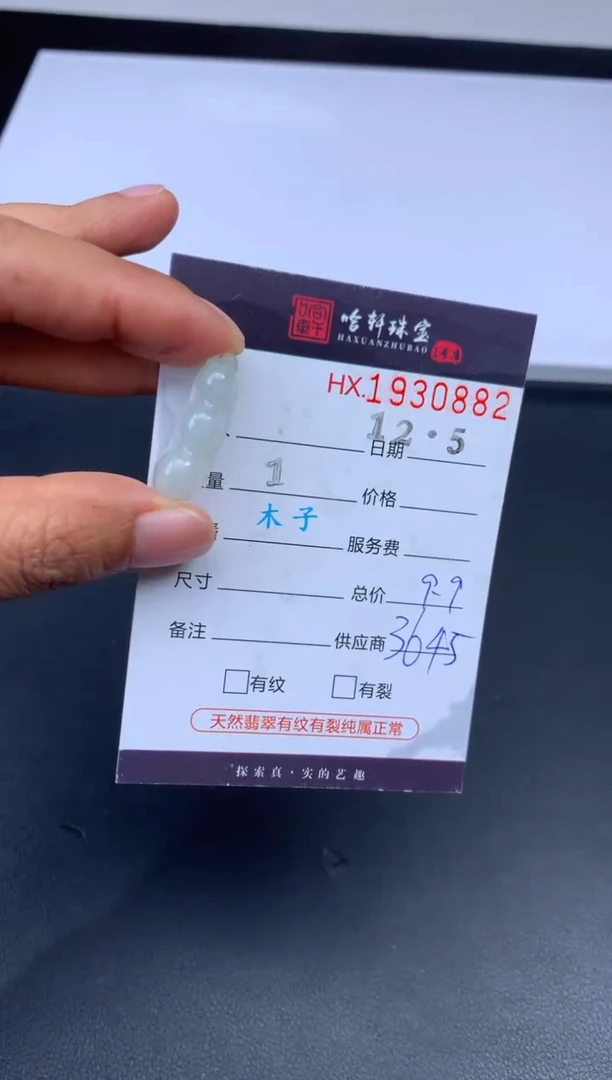 哈轩珠宝
HAXUANZHUBAO
HX.1930882
日期 12·5
量 1 价格
木子 服务费
尺寸 总价 9.9
备注 供应商 3645
有纹 有裂
天然翡翠有纹有裂纯属正常
探索真·实的艺趣